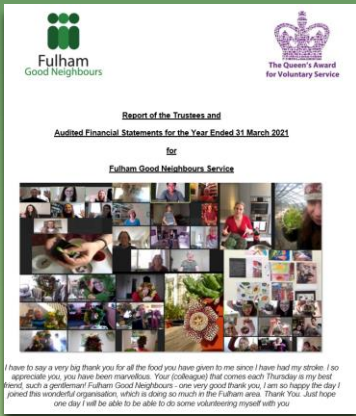 Fulham
Good Neighbours
The Queen's Award
for Voluntary Service
Report of the Trustees and
Audited Financial Statements for the Year Ended 31 March 2021
for
Fulham Good Neighbours Service
I have to say a very big thank you for all the food you have given to me since I have had my stroke. I so
appreciate you, you have been marvellous. Your (colleague) that comes each Thursday is my best
friend, such a gentleman! Fulham Good Neighbours - one very good thank you, I am so happy the day I
joined this wonderful organisation, which is doing so much in the Fulham area. Thank You. Just hope
one day I will be able to be able to do some volunteering myself with you